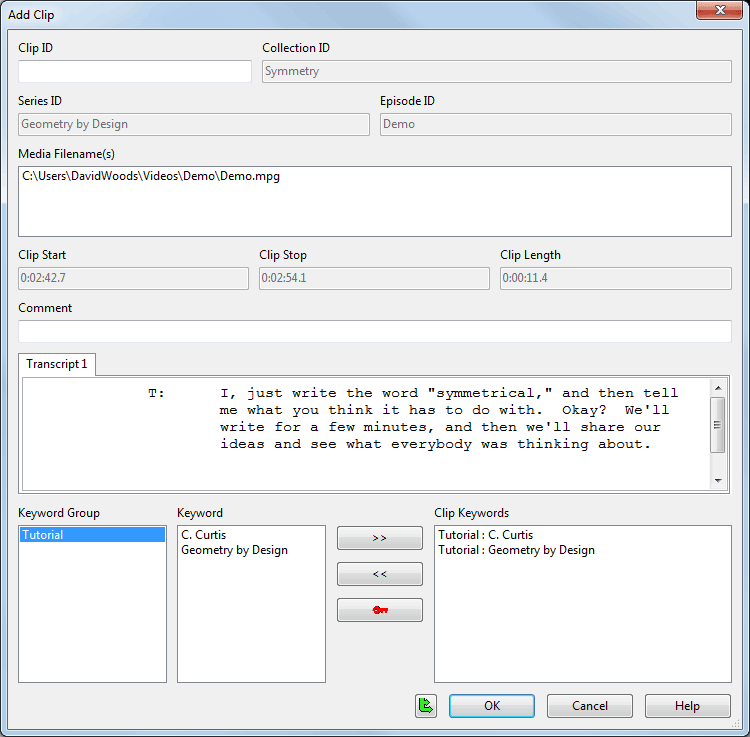 Add Clip
Clip ID
Collection ID
Symmetry
Series ID
Episode ID
Geometry by Design
Demo
Media Filename(s)
C:\Users\DavidWoods\Videos\Demo\Demo.mpg
Clip Start
Clip Stop
Clip Length
0:02:42.7
0:02:54.1
0:00:11.4
Comment
Transcript 1
T: I, just write the word "symmetrical," and then tell
me what you think it has to do with. Okay? We'll
write for a few minutes, and then we'll share our
ideas and see what everybody was thinking about.
Keyword Group
Keyword
Clip Keywords
Tutorial
C. Curtis
Geometry by Design
>>
<<
Tutorial : C. Curtis
Tutorial : Geometry by Design
OK
Cancel
Help